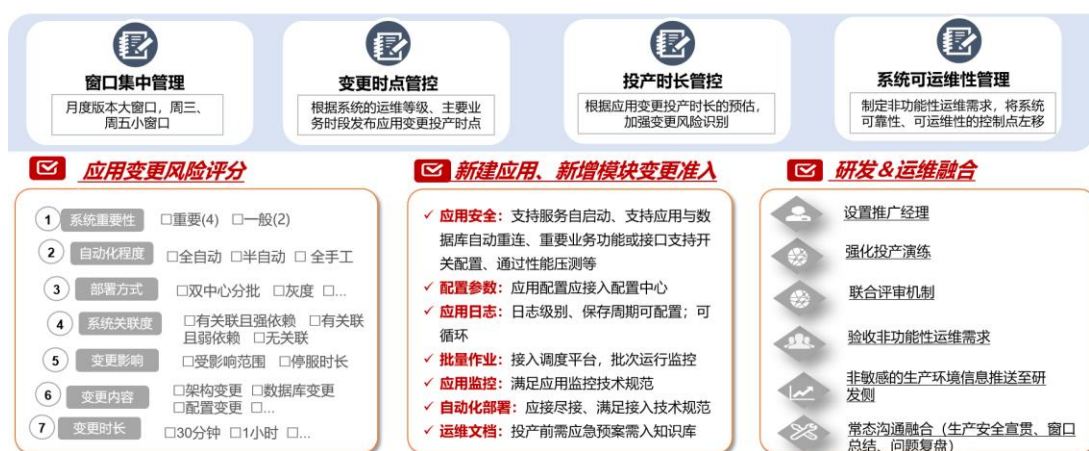 窗口集中管理
月度版本大窗口，周三、
周五小窗口
变更时点管控
根据系统的运维等级、主要业
务时段发布应用变更投产时点
投产时长管控
根据应用变更投产时长的预估，
加强变更风险识别
系统可运维性管理
制定非功能性运维需求，将系统
可靠性、可运维性的控制点左移
应用变更风险评分
1 系统重要性 □重要(4) □一般(2)
2 自动化程度 □全自动 □半自动 □ 全手工
3 部署方式 □双中心分批 □灰度 □...
4 系统关联度 □有关联且强依赖 □有关联
且弱依赖 □无关联
5 变更影响 □受影响范围 □停服时长
6 变更内容 □架构变更 □数据库变更
□配置变更 □...
7 变更时长 □30分钟 □1小时 □...
新建应用、新增模块变更准入
✓ 应用安全：支持服务自启动、支持应用与数
据库自动重连、重要业务功能或接口支持开
关配置、通过性能压测等
✓ 配置参数：应用配置应接入配置中心
✓ 应用日志：日志级别、保存周期可配置；可
循环
✓ 批量作业：接入调度平台，批次运行监控
✓ 应用监控：满足应用监控技术规范
✓ 自动化部署：应接尽接、满足接入技术规范
✓ 运维文档：投产前需应急预案需入知识库
研发&运维融合
设置推广经理
强化投产演练
联合评审机制
验收非功能性运维需求
非敏感的生产环境信息推送至研
发侧
常态沟通融合（生产安全宣贯、窗口
总结、问题复盘）